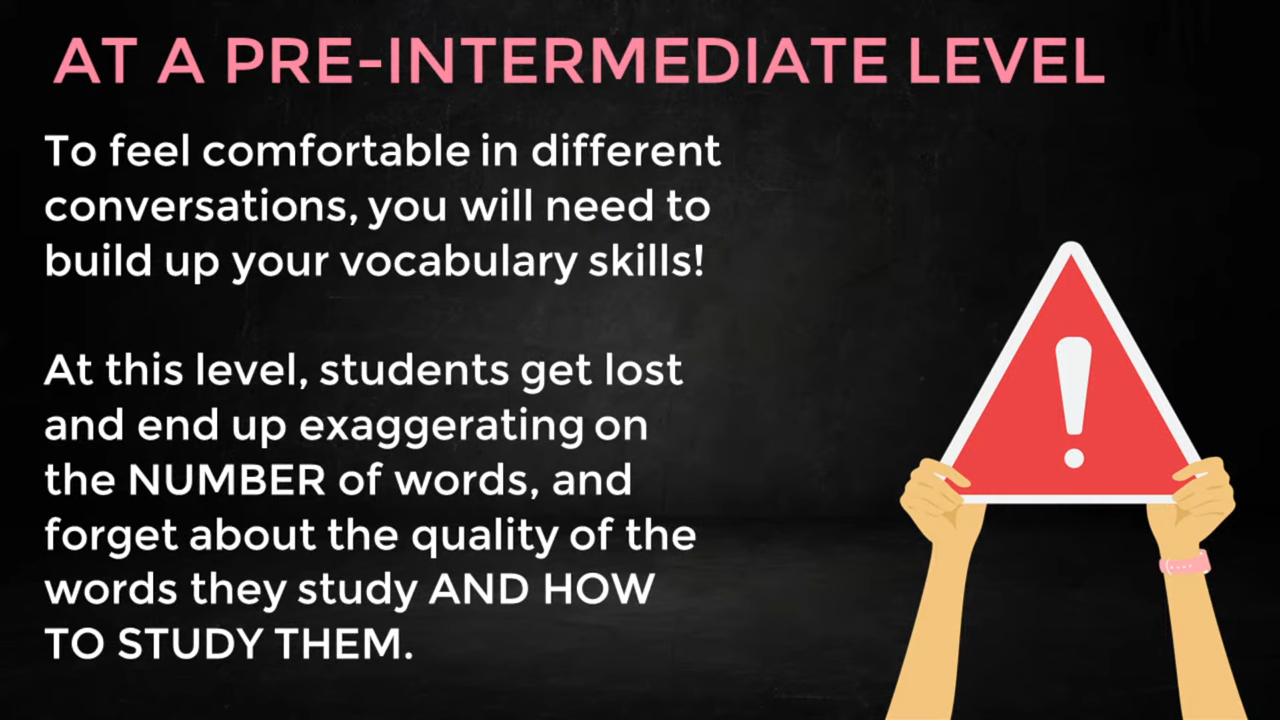 AT A PRE-INTERMEDIATE LEVEL
To feel comfortable in different
conversations, you will need to
build up your vocabulary skills!
At this level, students get lost
and end up exaggerating on
the NUMBER of words, and
forget about the quality of the
words they study AND HOW
TO STUDY THEM.
!